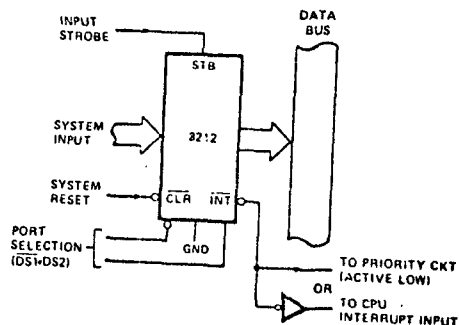 INPUT
STROBE
DATA
BUS
STB
SYSTEM
INPUT
8212
SYSTEM
RESET
CLR
INT
PORT
SELECTION
(DS1•DS2)
GND
TO PRIORITY CKT
(ACTIVE LOW)
OR
TO CPU
INTERRUPT INPUT